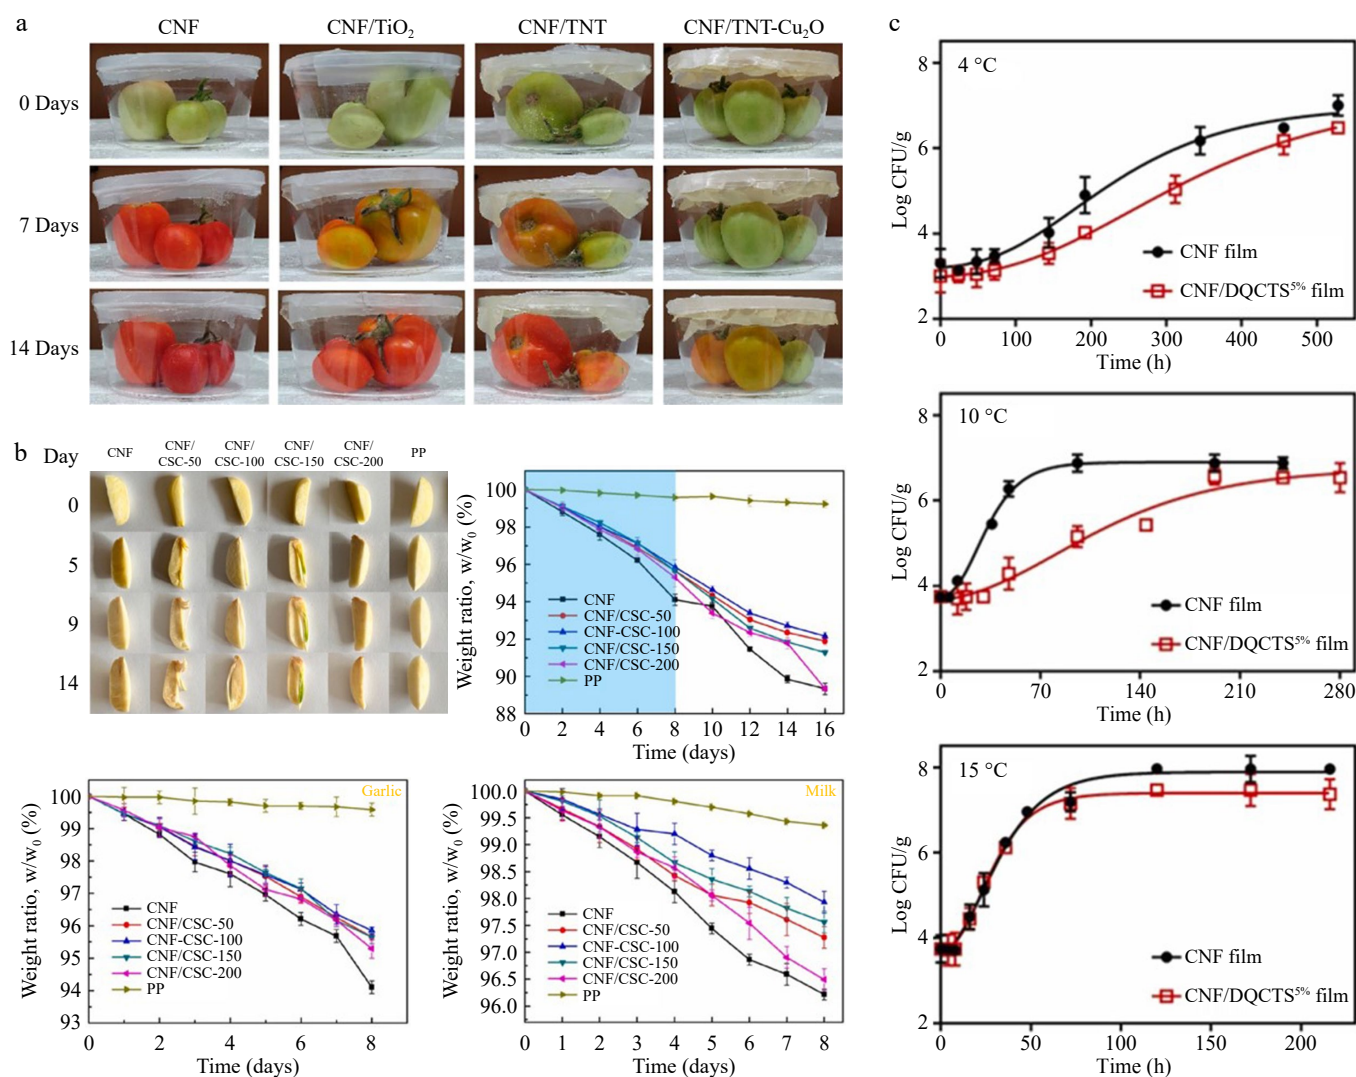 a
CNF
CNF/TiO₂
CNF/TNT
CNF/TNT-Cu₂O
0 Days
7 Days
14 Days
b
Day
CNF
CNF/
CSC-50
CNF/
CSC-100
CNF/
CSC-150
CNF/
CSC-200
PP
0
5
9
14
Weight ratio, w/w₀ (%)
100
98
96
94
92
90
88
CNF
CNF/CSC-50
CNF-CSC-100
CNF/CSC-150
CNF/CSC-200
PP
0 2 4 6 8 10 12 14 16
Time (days)
Garlic
Weight ratio, w/w₀ (%)
100
99
98
97
96
95
94
93
CNF
CNF/CSC-50
CNF-CSC-100
CNF/CSC-150
CNF/CSC-200
PP
0 2 4 6 8
Time (days)
Milk
Weight ratio, w/w₀ (%)
100.0
99.5
99.0
98.5
98.0
97.5
97.0
96.5
96.0
CNF
CNF/CSC-50
CNF-CSC-100
CNF/CSC-150
CNF/CSC-200
PP
0 1 2 3 4 5 6 7 8
Time (days)
c
4 °C
Log CFU/g
8
6
4
2
CNF film
CNF/DQCTS⁵% film
0 100 200 300 400 500
Time (h)
10 °C
Log CFU/g
8
6
4
2
CNF film
CNF/DQCTS⁵% film
0 70 140 210 280
Time (h)
15 °C
Log CFU/g
8
6
4
2
CNF film
CNF/DQCTS⁵% film
0 50 100 150 200
Time (h)